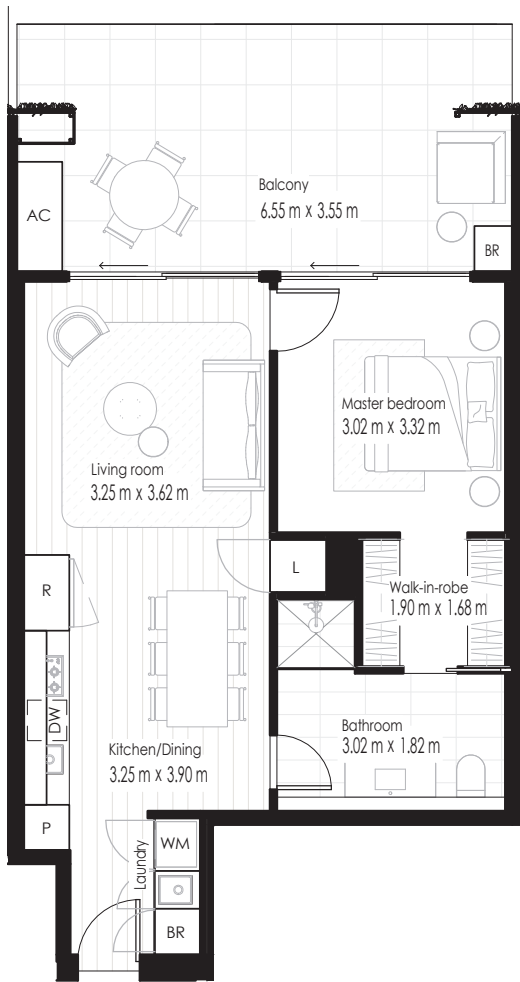 Balcony
6.55 m x 3.55 m
AC
BR
Master bedroom
3.02 m x 3.32 m
Living room
3.25 m x 3.62 m
L
R
Walk-in-robe
1.90 m x 1.68 m
DW
Bathroom
3.02 m x 1.82 m
Kitchen/Dining
3.25 m x 3.90 m
P
Laundry
WM
BR